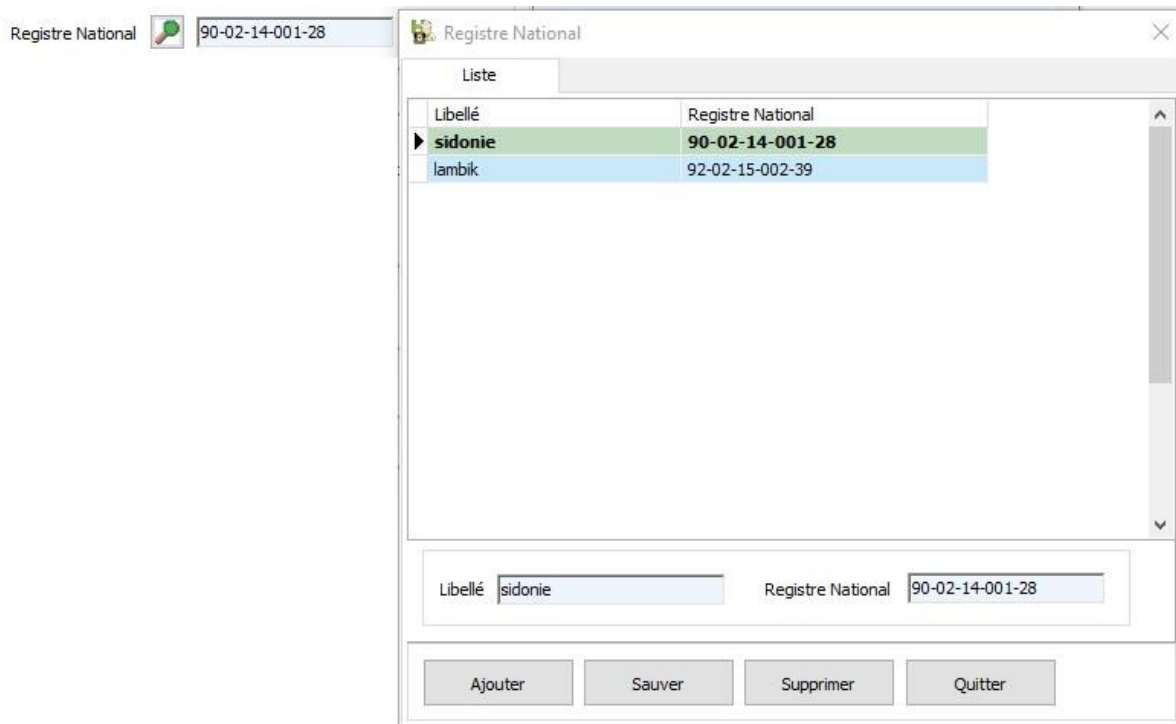 Registre National 90-02-14-001-28
Registre National
Liste
Libellé Registre National
sidonie 90-02-14-001-28
lambik 92-02-15-002-39
Libellé sidonie Registre National 90-02-14-001-28
Ajouter Sauver Supprimer Quitter